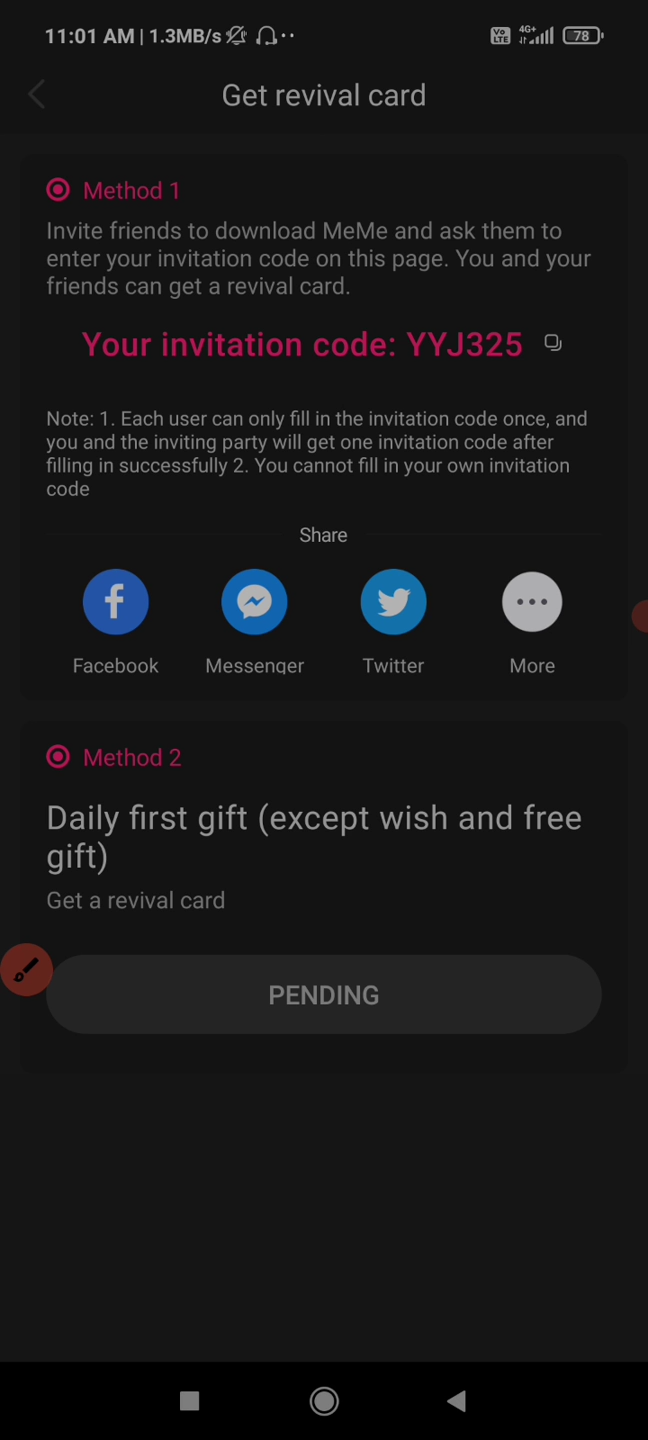 11:01 AM | 1.3MB/s
Vo LTE 4G+ 78
Get revival card
Method 1
Invite friends to download MeMe and ask them to
enter your invitation code on this page. You and your
friends can get a revival card.
Your invitation code: YYJ325
Note: 1. Each user can only fill in the invitation code once, and
you and the inviting party will get one invitation code after
filling in successfully 2. You cannot fill in your own invitation
code
Share
Facebook Messenger Twitter More
Method 2
Daily first gift (except wish and free
gift)
Get a revival card
PENDING